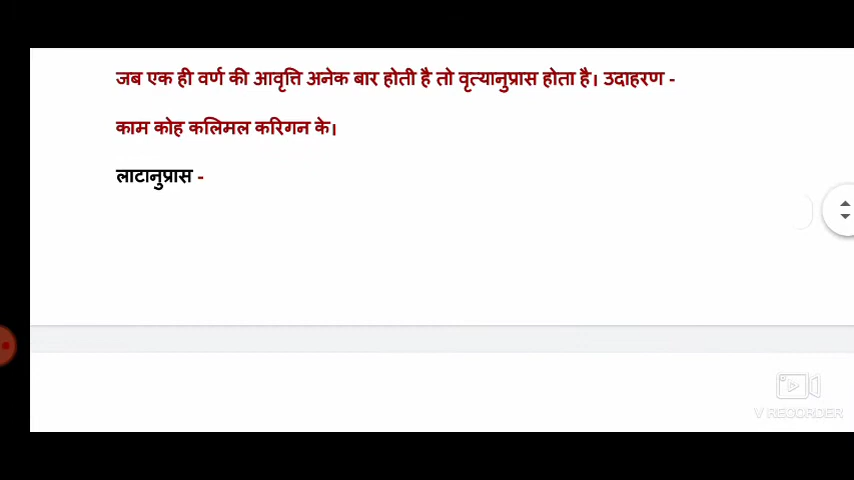 जब एक ही वर्ण की आवृत्ति अनेक बार होती है तो वृत्यानुप्रास होता है। उदाहरण -
काम कोह कलिमल करिगन के।
लाटानुप्रास -
V RECORDER